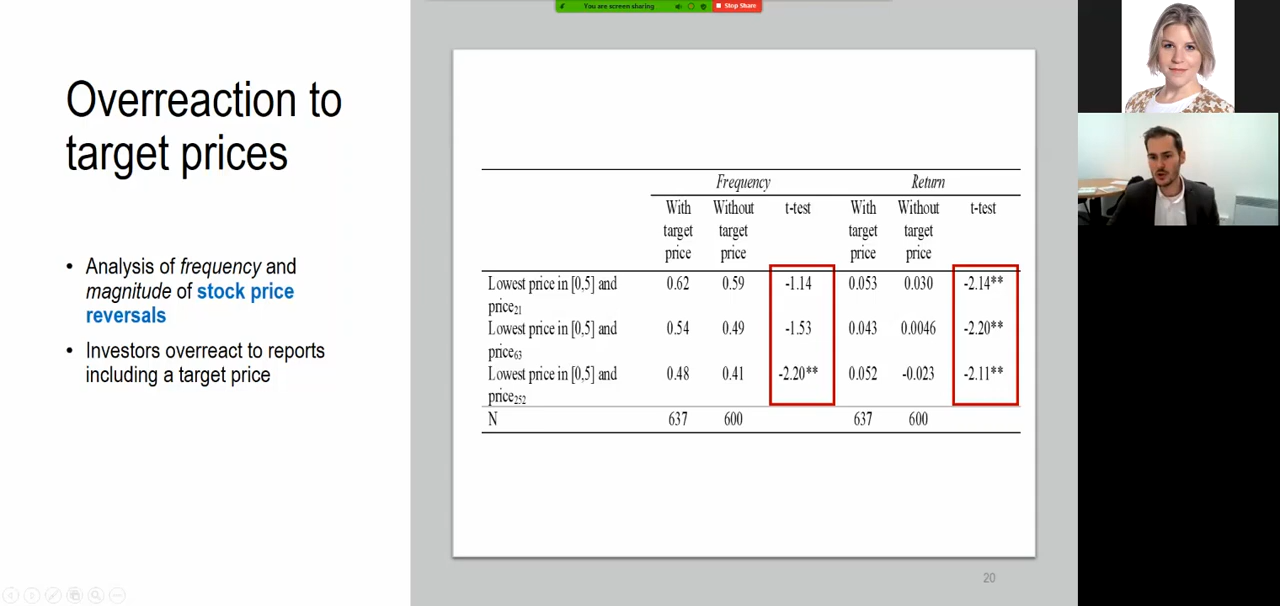 You are screen sharing
Stop Share
Overreaction to
target prices
• Analysis of frequency and
magnitude of stock price
reversals
• Investors overreact to reports
including a target price
Frequency Return
With Without t-test With Without t-test
target target target target
price price price price
Lowest price in [0,5] and 0.62 0.59 -1.14 0.053 0.030 -2.14**
price21
Lowest price in [0,5] and 0.54 0.49 -1.53 0.043 0.0046 -2.20**
price63
Lowest price in [0,5] and 0.48 0.41 -2.20** 0.052 -0.023 -2.11**
price252
N 637 600 637 600
20